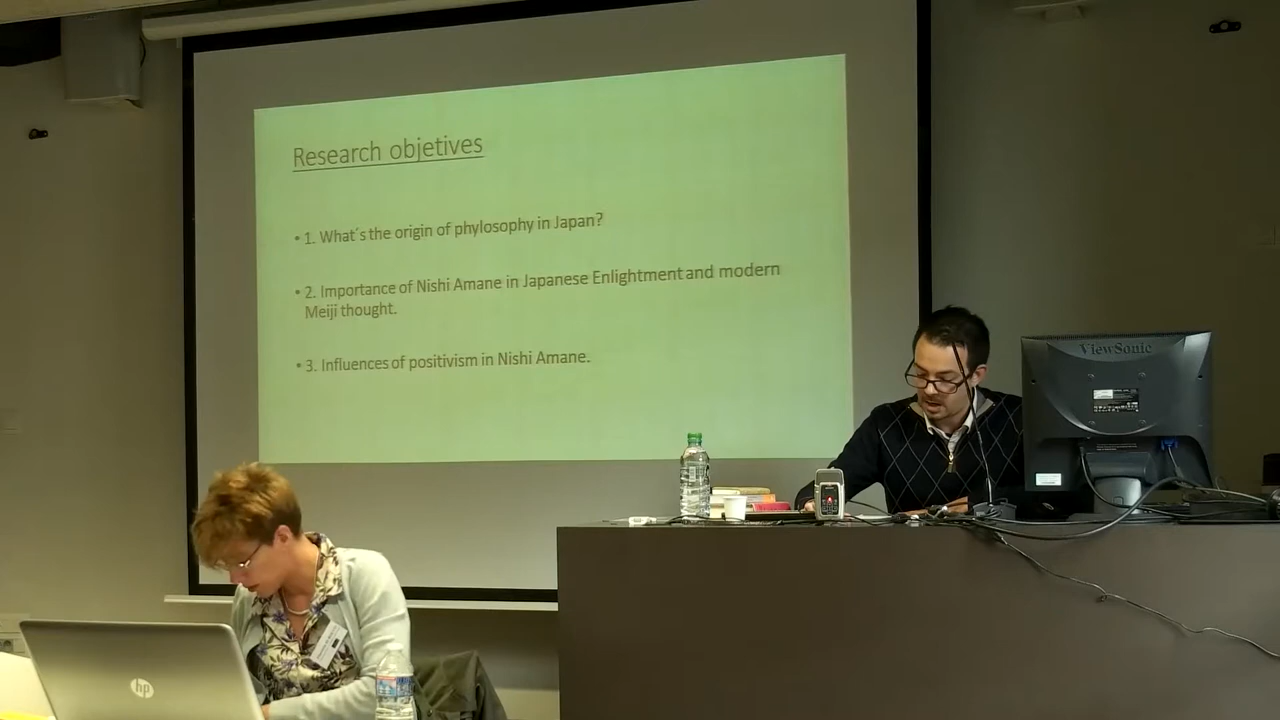 Research objetives
• 1. What´s the origin of phylosophy in Japan?
• 2. Importance of Nishi Amane in Japanese Enlightment and modern
Meiji thought.
• 3. Influences of positivism in Nishi Amane.
ViewSonic
hp